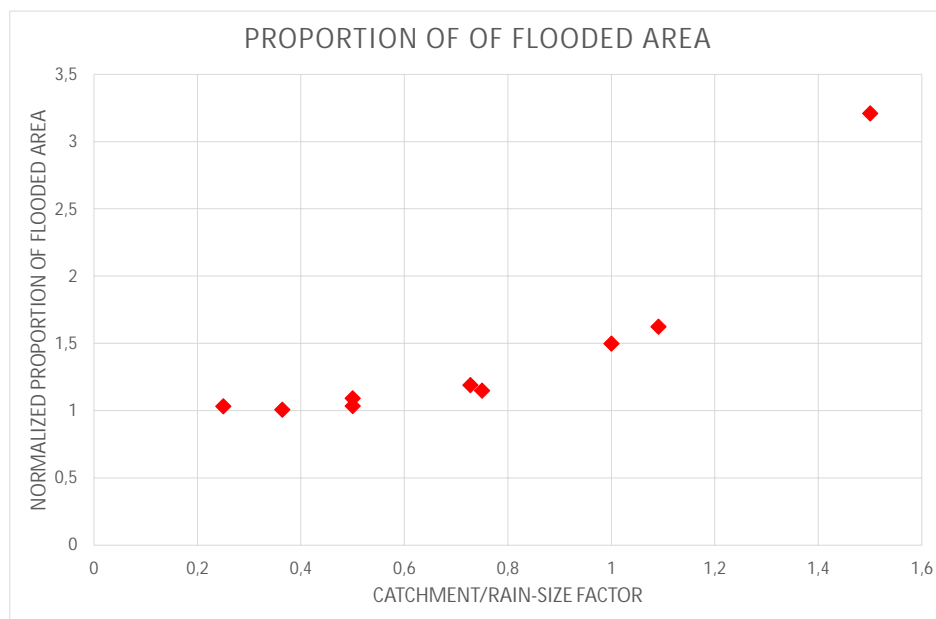 PROPORTION OF OF FLOODED AREA
NORMALIZED PROPORTION OF FLOODED AREA
3,5
3
2,5
2
1,5
1
0,5
0
0 0,2 0,4 0,6 0,8 1 1,2 1,4 1,6
CATCHMENT/RAIN-SIZE FACTOR